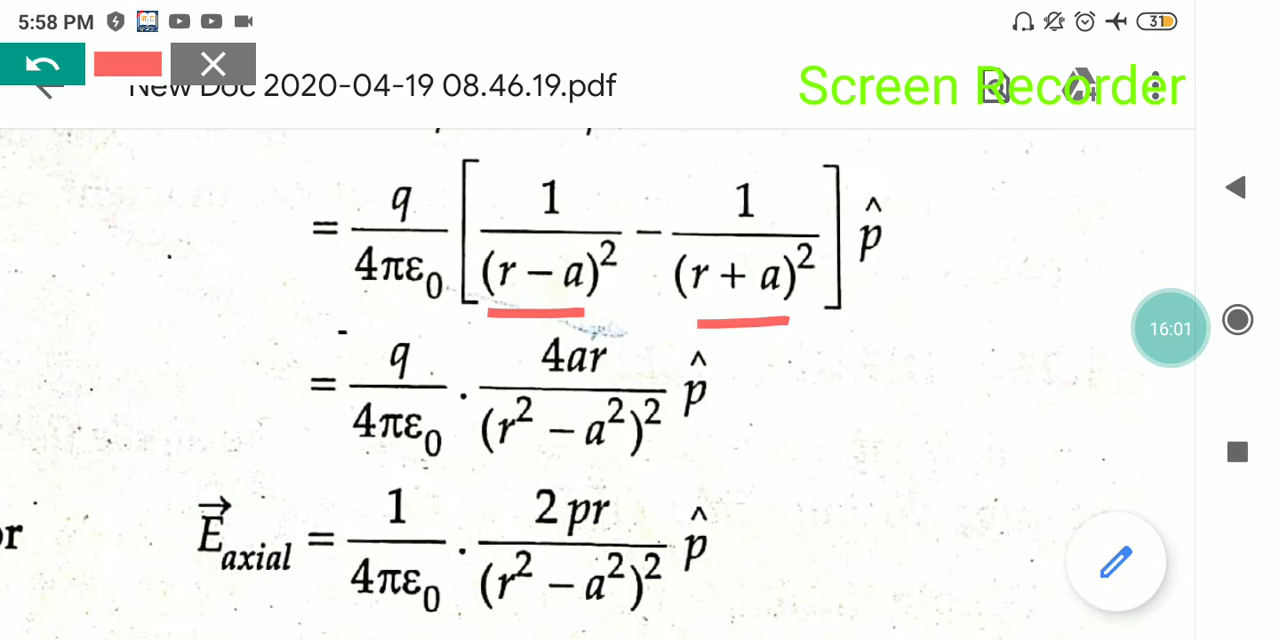 5:58 PM 31
New Doc 2020-04-19 08.46.19.pdf
Screen Recorder
= q/4πε₀ [1/(r − a)² − 1/(r + a)²] p̂
16:01
= q/4πε₀ · 4ar/(r² − a²)² p̂
or E⃗axial = 1/4πε₀ · 2pr/(r² − a²)² p̂